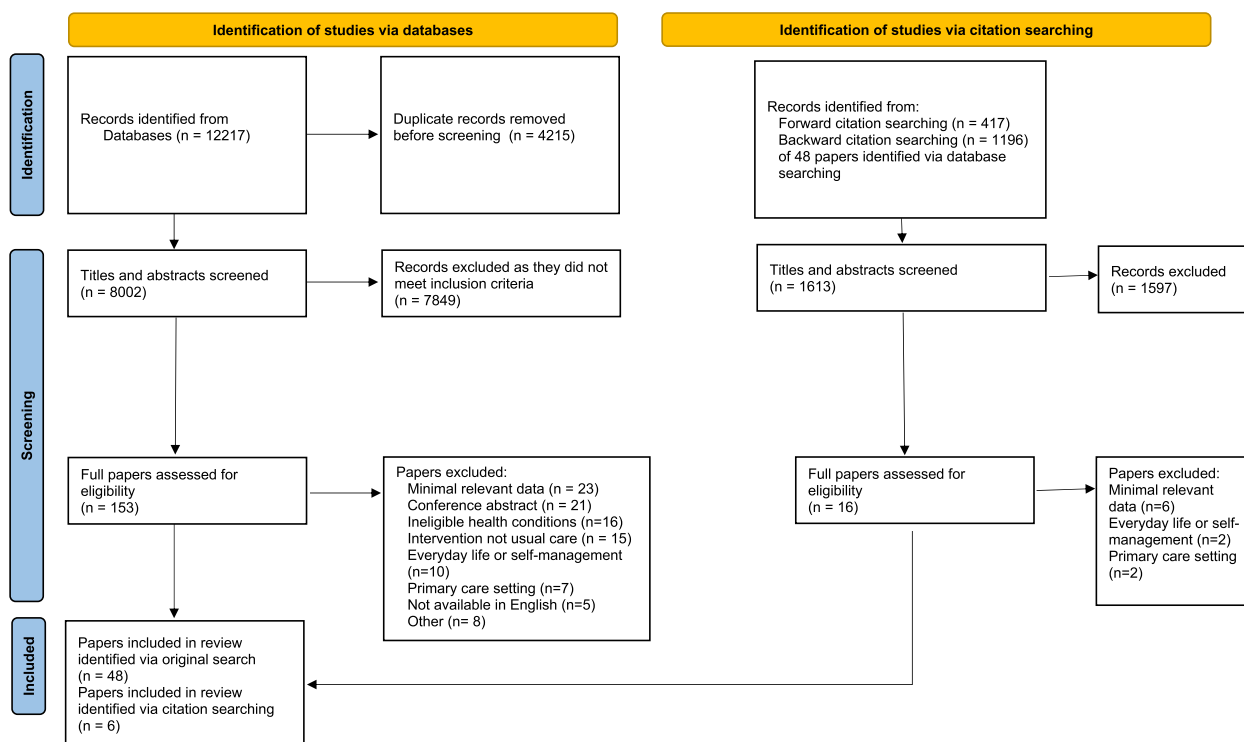 Identification of studies via databases
Identification of studies via citation searching
Identification
Records identified from
Databases (n = 12217)
Duplicate records removed
before screening (n = 4215)
Records identified from:
Forward citation searching (n = 417)
Backward citation searching (n = 1196)
of 48 papers identified via database
searching
Screening
Titles and abstracts screened
(n = 8002)
Records excluded as they did not
meet inclusion criteria
(n = 7849)
Titles and abstracts screened
(n = 1613)
Records excluded
(n = 1597)
Full papers assessed for
eligibility
(n = 153)
Papers excluded:
Minimal relevant data (n = 23)
Conference abstract (n = 21)
Ineligible health conditions (n=16)
Intervention not usual care (n = 15)
Everyday life or self-management
(n=10)
Primary care setting (n=7)
Not available in English (n=5)
Other (n= 8)
Full papers assessed for
eligibility
(n = 16)
Papers excluded:
Minimal relevant
data (n=6)
Everyday life or self-
management (n=2)
Primary care setting
(n=2)
Included
Papers included in review
identified via original search
(n = 48)
Papers included in review
identified via citation searching
(n = 6)